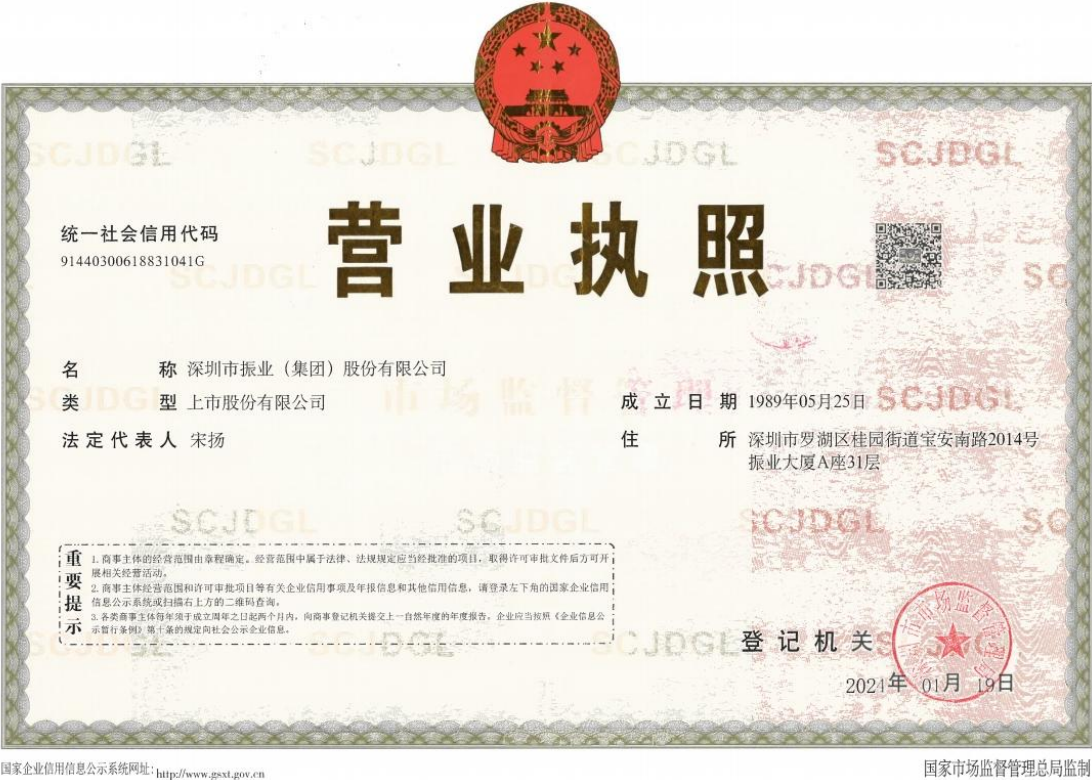 营业执照
统一社会信用代码
91440300618831041G
名 称 深圳市振业（集团）股份有限公司
类 型 上市股份有限公司
法定代表人 宋扬
成立日期 1989年05月25日
住 所 深圳市罗湖区桂园街道宝安南路2014号
振业大厦A座31层
重要提示
1.商事主体的经营范围由章程确定。经营范围中属于法律、法规规定应当经批准的项目，取得许可审批文件后方可开
展相关经营活动。
2.商事主体经营范围和许可审批项目等有关企业信用事项及年报信息和其他信用信息，请登录左下角的国家企业信用
信息公示系统或扫描右上方的二维码查询。
3.各类商事主体每年须于成立周年之日起两个月内，向商事登记机关提交上一自然年度的年度报告。企业应当按照《企业信息公
示暂行条例》第十条的规定向社会公示企业信息。
登记机关
2024年 01月 19日
国家企业信用信息公示系统网址：http://www.gsxt.gov.cn
国家市场监督管理总局监制
SCJDGL
市场监督管理